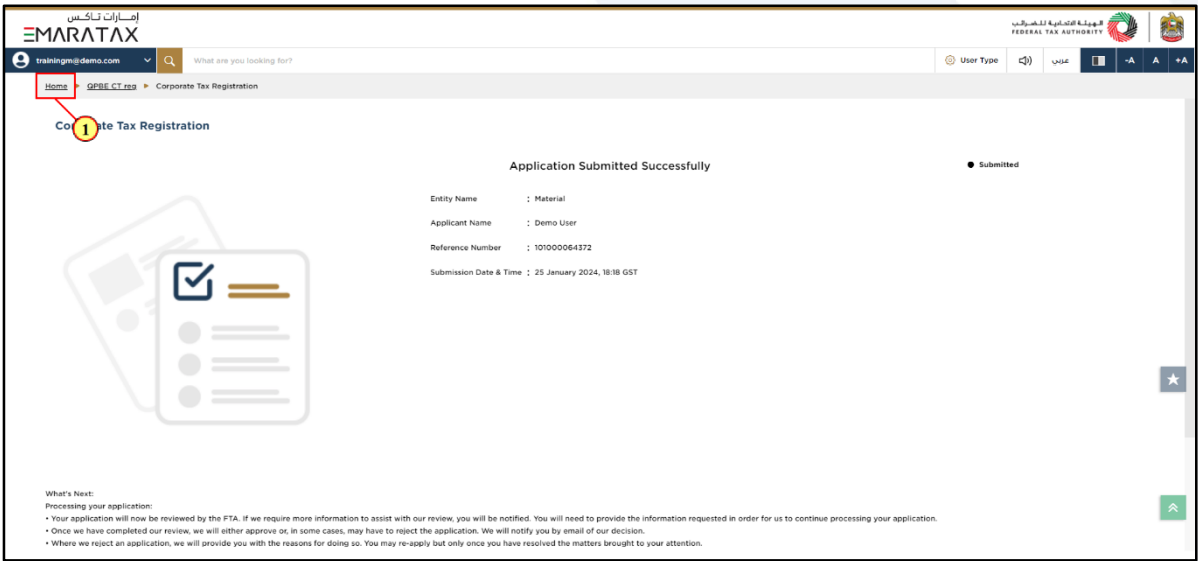 إمـــارات تـاكـس
EMARATAX
الـهـيـئـة الاتـحـاديـة لـلـضـرائـب
FEDERAL TAX AUTHORITY
trainingm@demo.com
What are you looking for?
User Type
عربي
-A
A
+A
Home
QPBE CT reg
Corporate Tax Registration
Co
1
ate Tax Registration
Application Submitted Successfully
Submitted
Entity Name : Material
Applicant Name : Demo User
Reference Number : 101000064372
Submission Date & Time : 25 January 2024, 18:18 GST
What's Next:
Processing your application:
• Your application will now be reviewed by the FTA. If we require more information to assist with our review, you will be notified. You will need to provide the information requested in order for us to continue processing your application.
• Once we have completed our review, we will either approve or, in some cases, may have to reject the application. We will notify you by email of our decision.
• Where we reject an application, we will provide you with the reasons for doing so. You may re-apply but only once you have resolved the matters brought to your attention.